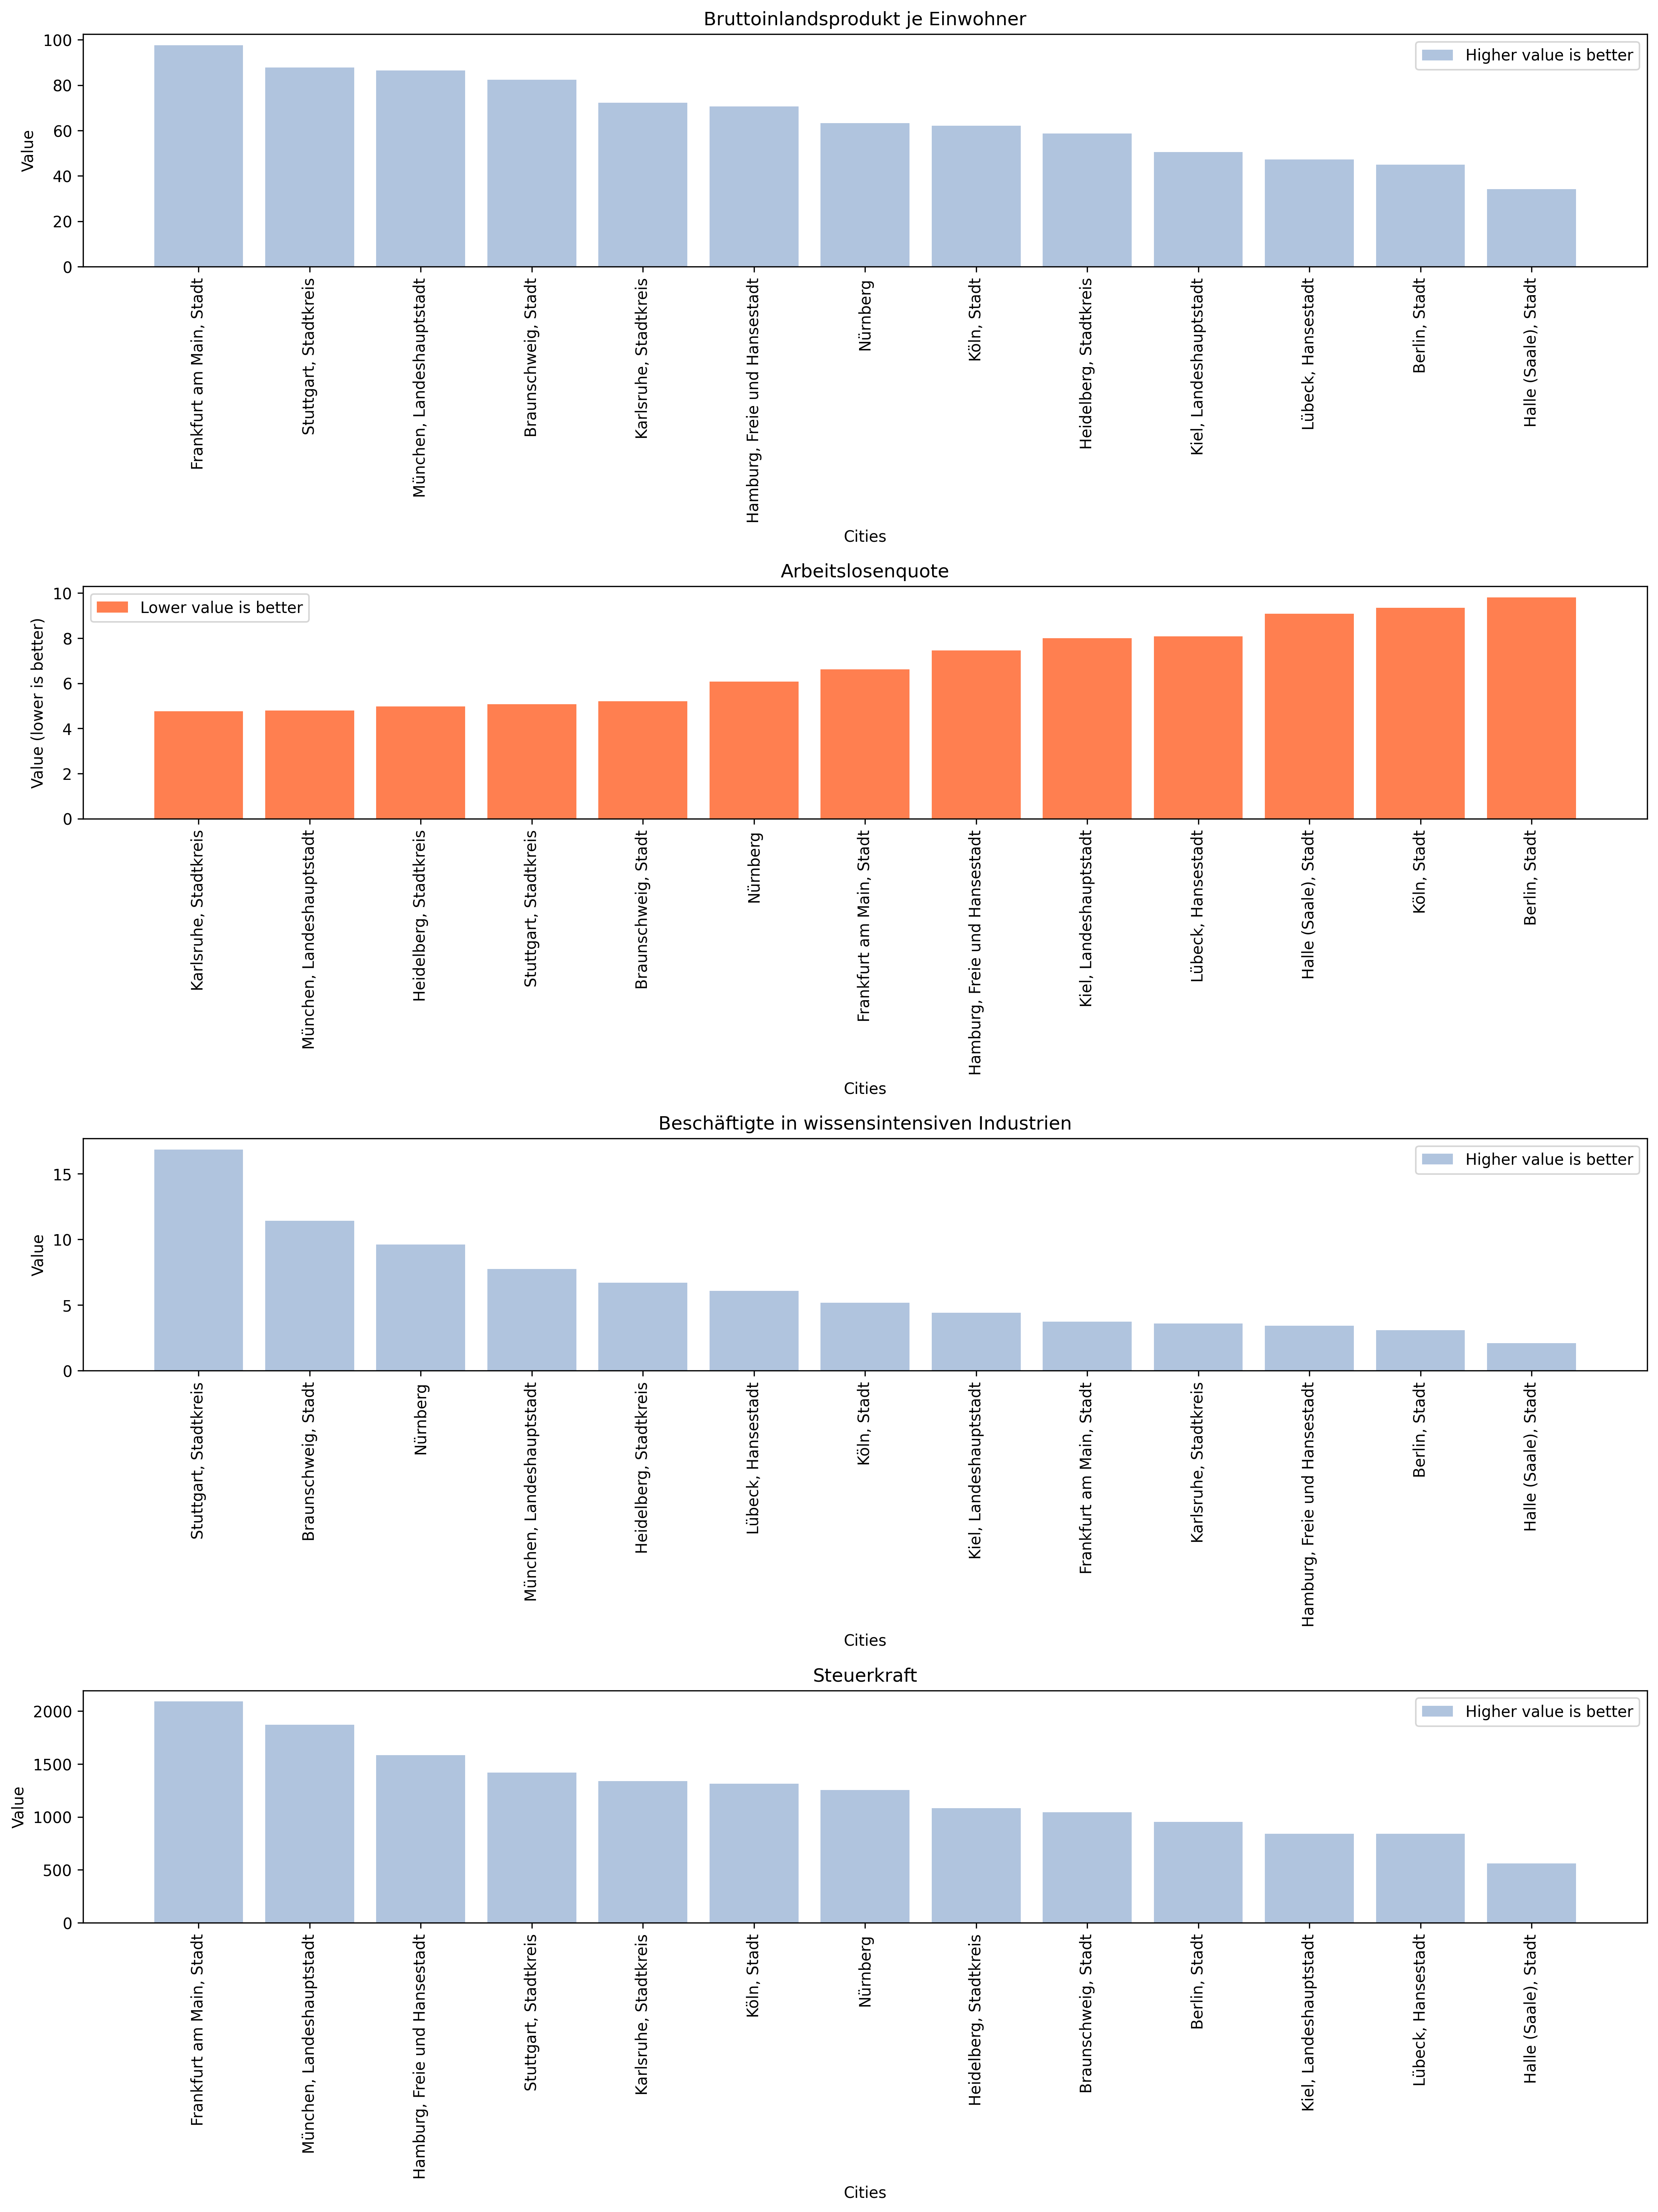 Bruttoinlandsprodukt je Einwohner
100
80
60
40
20
0
Value
Higher value is better
Frankfurt am Main, Stadt
Stuttgart, Stadtkreis
München, Landeshauptstadt
Braunschweig, Stadt
Karlsruhe, Stadtkreis
Hamburg, Freie und Hansestadt
Nürnberg
Köln, Stadt
Heidelberg, Stadtkreis
Kiel, Landeshauptstadt
Lübeck, Hansestadt
Berlin, Stadt
Halle (Saale), Stadt
Cities
Arbeitslosenquote
10
8
6
4
2
0
Value (lower is better)
Lower value is better
Karlsruhe, Stadtkreis
München, Landeshauptstadt
Heidelberg, Stadtkreis
Stuttgart, Stadtkreis
Braunschweig, Stadt
Nürnberg
Frankfurt am Main, Stadt
Hamburg, Freie und Hansestadt
Kiel, Landeshauptstadt
Lübeck, Hansestadt
Halle (Saale), Stadt
Köln, Stadt
Berlin, Stadt
Cities
Beschäftigte in wissensintensiven Industrien
15
10
5
0
Value
Higher value is better
Stuttgart, Stadtkreis
Braunschweig, Stadt
Nürnberg
München, Landeshauptstadt
Heidelberg, Stadtkreis
Lübeck, Hansestadt
Köln, Stadt
Kiel, Landeshauptstadt
Frankfurt am Main, Stadt
Karlsruhe, Stadtkreis
Hamburg, Freie und Hansestadt
Berlin, Stadt
Halle (Saale), Stadt
Cities
Steuerkraft
2000
1500
1000
500
0
Value
Higher value is better
Frankfurt am Main, Stadt
München, Landeshauptstadt
Hamburg, Freie und Hansestadt
Stuttgart, Stadtkreis
Karlsruhe, Stadtkreis
Köln, Stadt
Nürnberg
Heidelberg, Stadtkreis
Braunschweig, Stadt
Berlin, Stadt
Kiel, Landeshauptstadt
Lübeck, Hansestadt
Halle (Saale), Stadt
Cities